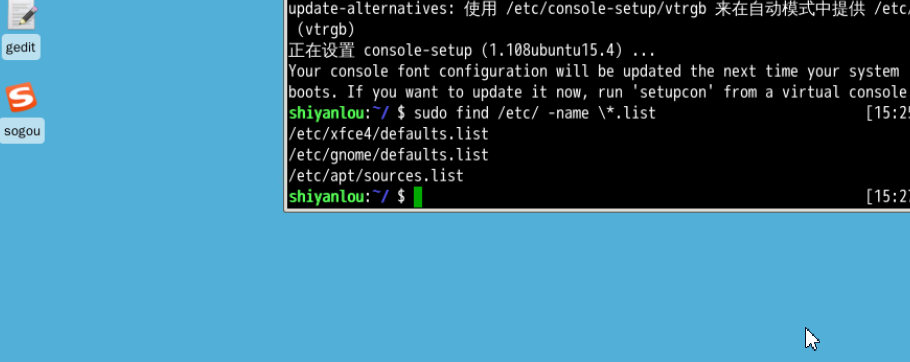 gedit
sogou
update-alternatives: 使用 /etc/console-setup/vtrgb 来在自动模式中提供 /etc/
(vtrgb)
正在设置 console-setup (1.108ubuntu15.4) ...
Your console font configuration will be updated the next time your system
boots. If you want to update it now, run 'setupcon' from a virtual console
shiyanlou:~/ $ sudo find /etc/ -name \*.list [15:25
/etc/xfce4/defaults.list
/etc/gnome/defaults.list
/etc/apt/sources.list
shiyanlou:~/ $ [15:27